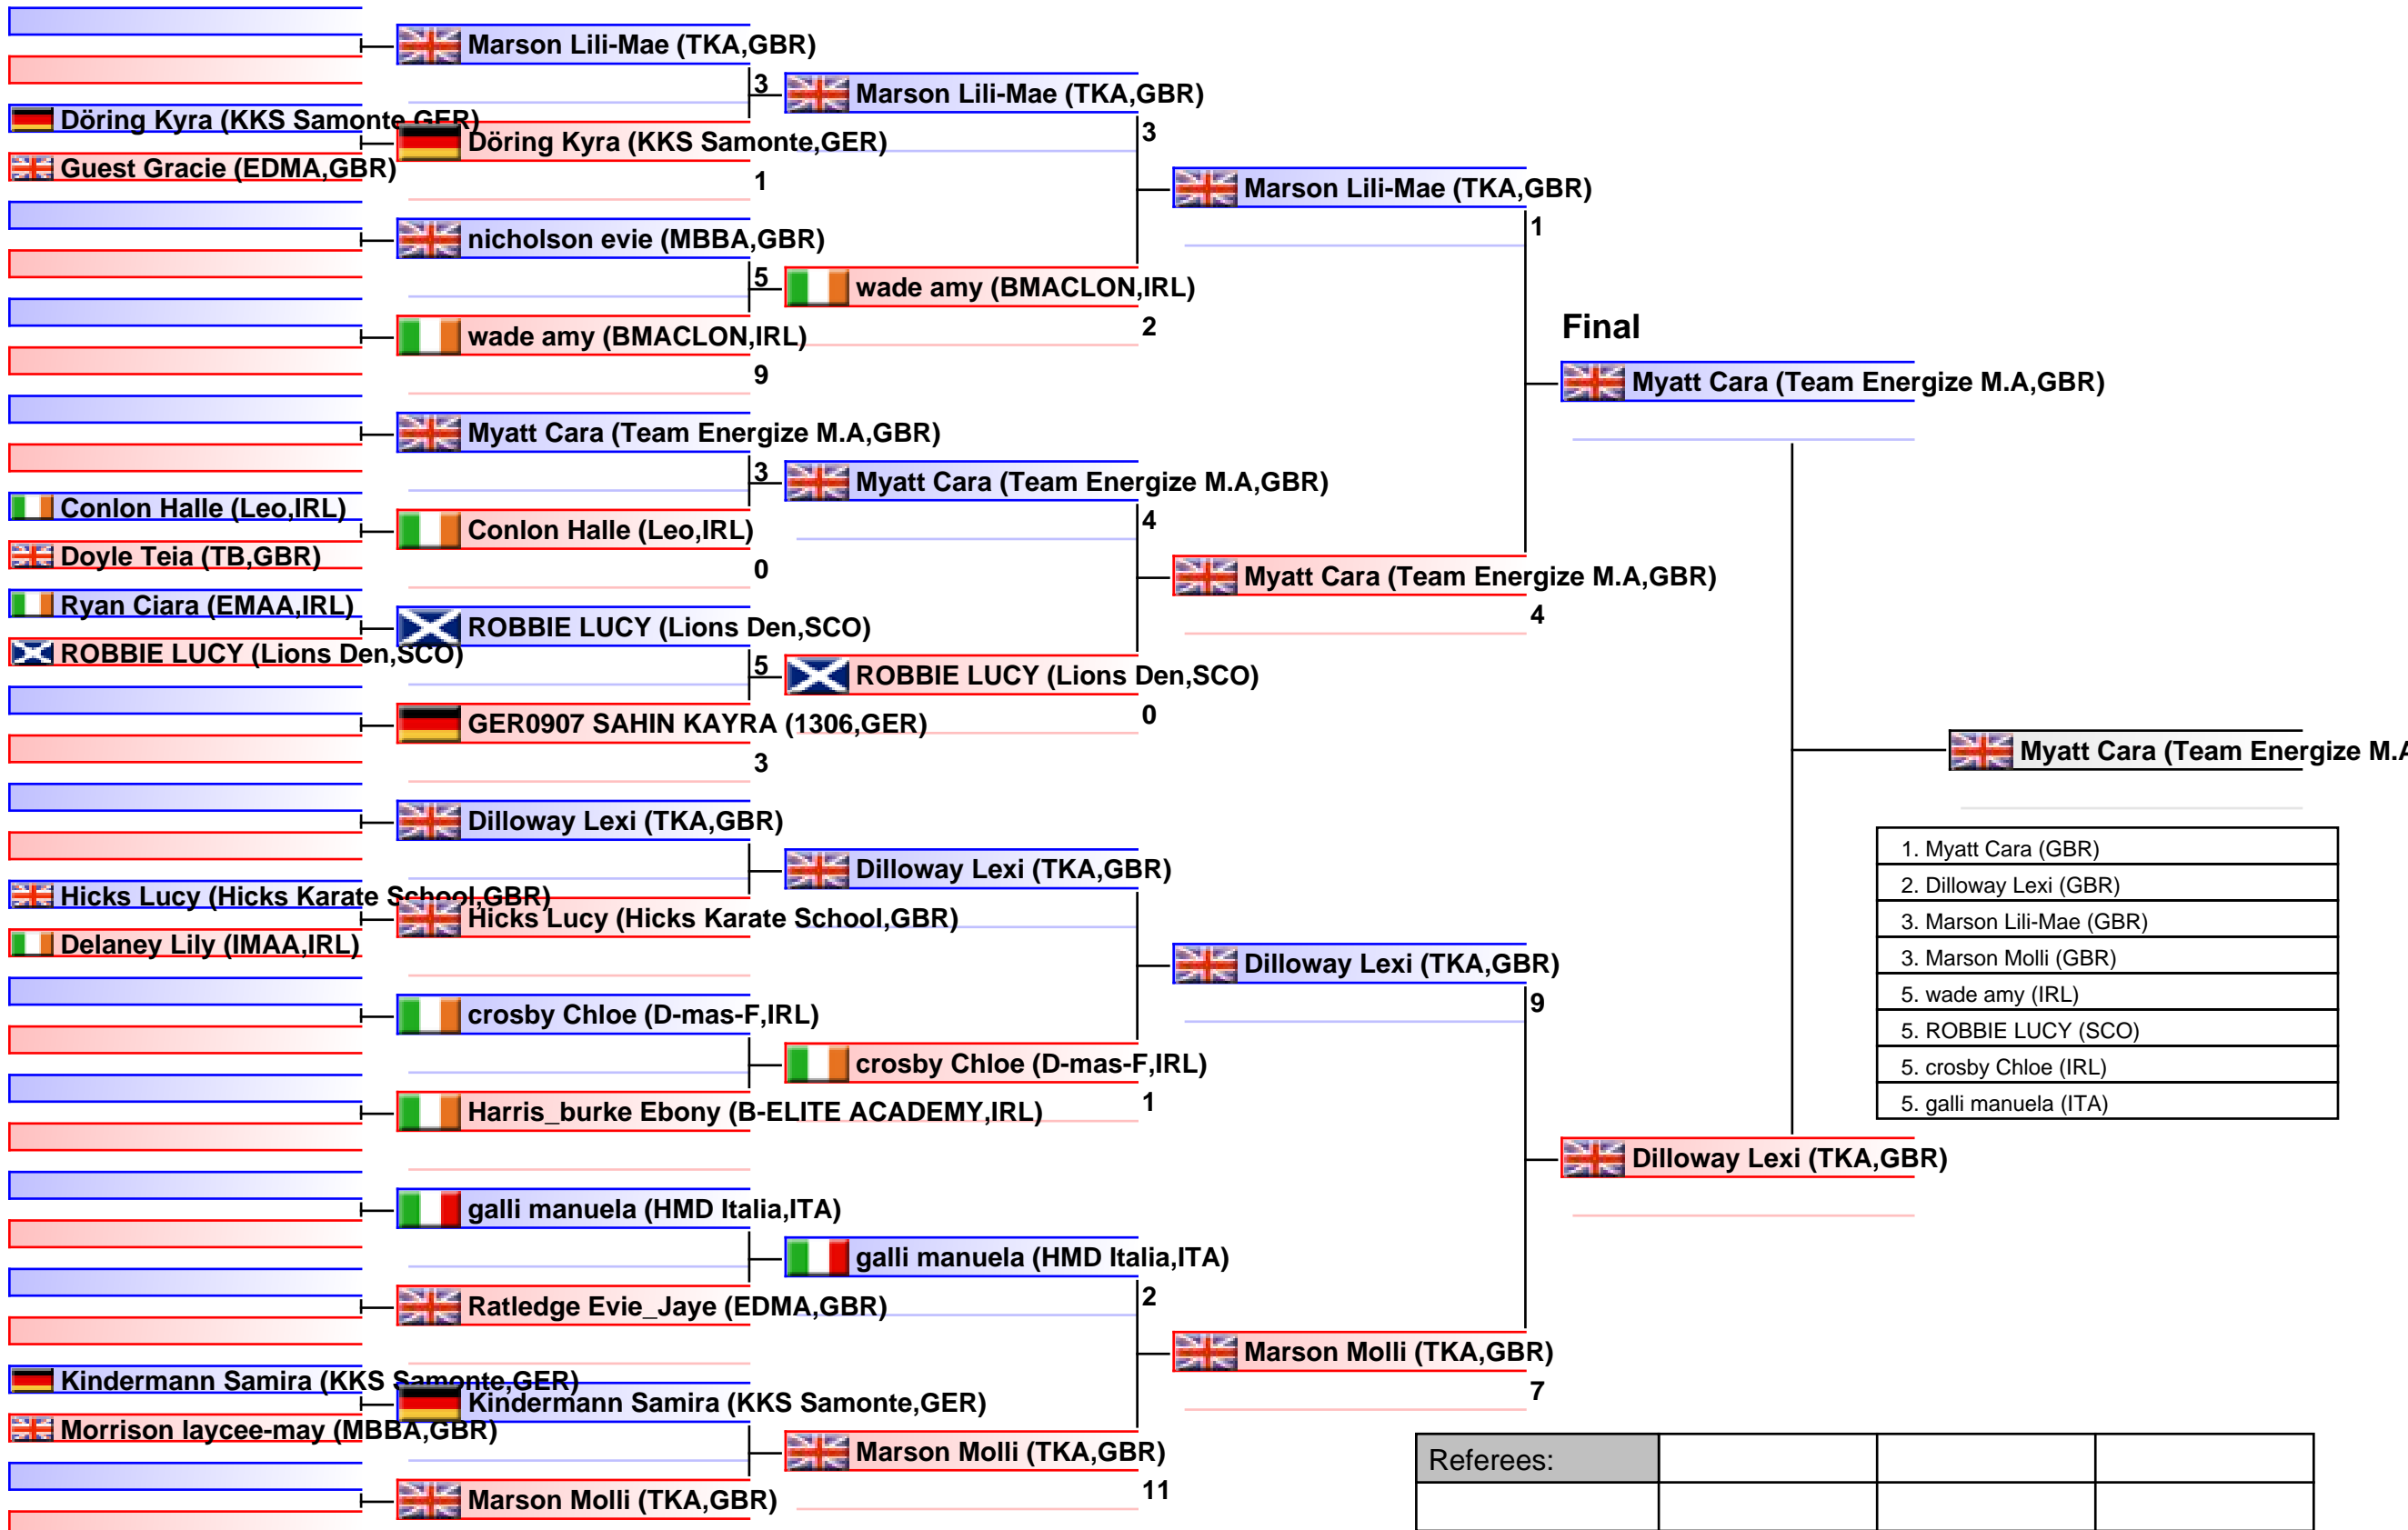 Döring Kyra (KKS Samonte,GER)
Guest Gracie (EDMA,GBR)
Conlon Halle (Leo,IRL)
Doyle Teia (TB,GBR)
Ryan Ciara (EMAA,IRL)
ROBBIE LUCY (Lions Den,SCO)
Hicks Lucy (Hicks Karate School,GBR)
Delaney Lily (IMAA,IRL)
Kindermann Samira (KKS Samonte,GER)
Morrison laycee-may (MBBA,GBR)
Marson Lili-Mae (TKA,GBR)
3
Döring Kyra (KKS Samonte,GER)
1
nicholson evie (MBBA,GBR)
5
wade amy (BMACLON,IRL)
9
Myatt Cara (Team Energize M.A,GBR)
3
Conlon Halle (Leo,IRL)
0
ROBBIE LUCY (Lions Den,SCO)
5
GER0907 SAHIN KAYRA (1306,GER)
3
Dilloway Lexi (TKA,GBR)
Hicks Lucy (Hicks Karate School,GBR)
crosby Chloe (D-mas-F,IRL)
Harris_burke Ebony (B-ELITE ACADEMY,IRL)
galli manuela (HMD Italia,ITA)
Ratledge Evie_Jaye (EDMA,GBR)
Kindermann Samira (KKS Samonte,GER)
Marson Molli (TKA,GBR)
Marson Lili-Mae (TKA,GBR)
3
wade amy (BMACLON,IRL)
2
Myatt Cara (Team Energize M.A,GBR)
4
ROBBIE LUCY (Lions Den,SCO)
0
Dilloway Lexi (TKA,GBR)
crosby Chloe (D-mas-F,IRL)
1
galli manuela (HMD Italia,ITA)
2
Marson Molli (TKA,GBR)
11
Marson Lili-Mae (TKA,GBR)
1
Myatt Cara (Team Energize M.A,GBR)
4
Dilloway Lexi (TKA,GBR)
9
Marson Molli (TKA,GBR)
7
Final
Myatt Cara (Team Energize M.A,GBR)
Dilloway Lexi (TKA,GBR)
Myatt Cara (Team Energize M.A
1. Myatt Cara (GBR)
2. Dilloway Lexi (GBR)
3. Marson Lili-Mae (GBR)
3. Marson Molli (GBR)
5. wade amy (IRL)
5. ROBBIE LUCY (SCO)
5. crosby Chloe (IRL)
5. galli manuela (ITA)
Referees: